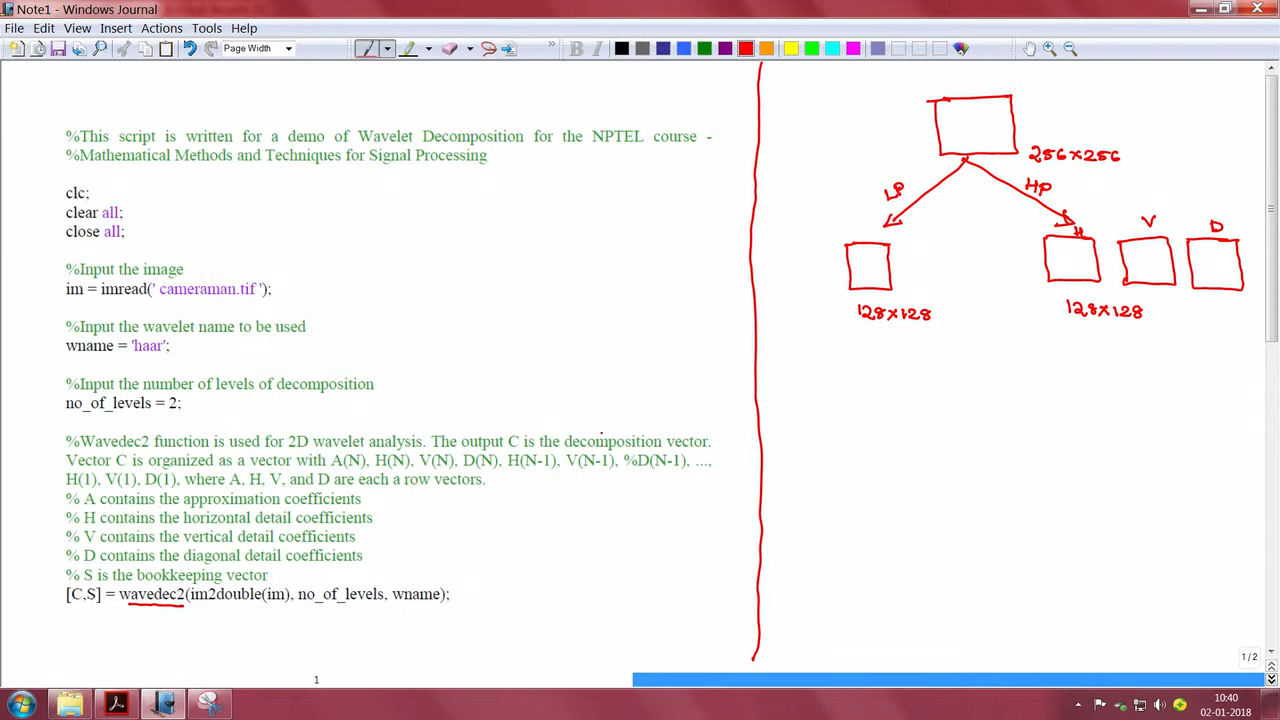 Note1 - Windows Journal
File Edit View Insert Actions Tools Help
Page Width
%This script is written for a demo of Wavelet Decomposition for the NPTEL course -
%Mathematical Methods and Techniques for Signal Processing
clc;
clear all;
close all;
%Input the image
im = imread(' cameraman.tif ');
%Input the wavelet name to be used
wname = 'haar';
%Input the number of levels of decomposition
no_of_levels = 2;
%Wavedec2 function is used for 2D wavelet analysis. The output C is the decomposition vector.
Vector C is organized as a vector with A(N), H(N), V(N), D(N), H(N-1), V(N-1), %D(N-1), ...,
H(1), V(1), D(1), where A, H, V, and D are each a row vectors.
% A contains the approximation coefficients
% H contains the horizontal detail coefficients
% V contains the vertical detail coefficients
% D contains the diagonal detail coefficients
% S is the bookkeeping vector
[C,S] = wavedec2(im2double(im), no_of_levels, wname);
256×256
LP HP
H V D
128×128 128×128
1/2
1
10:40
02-01-2018